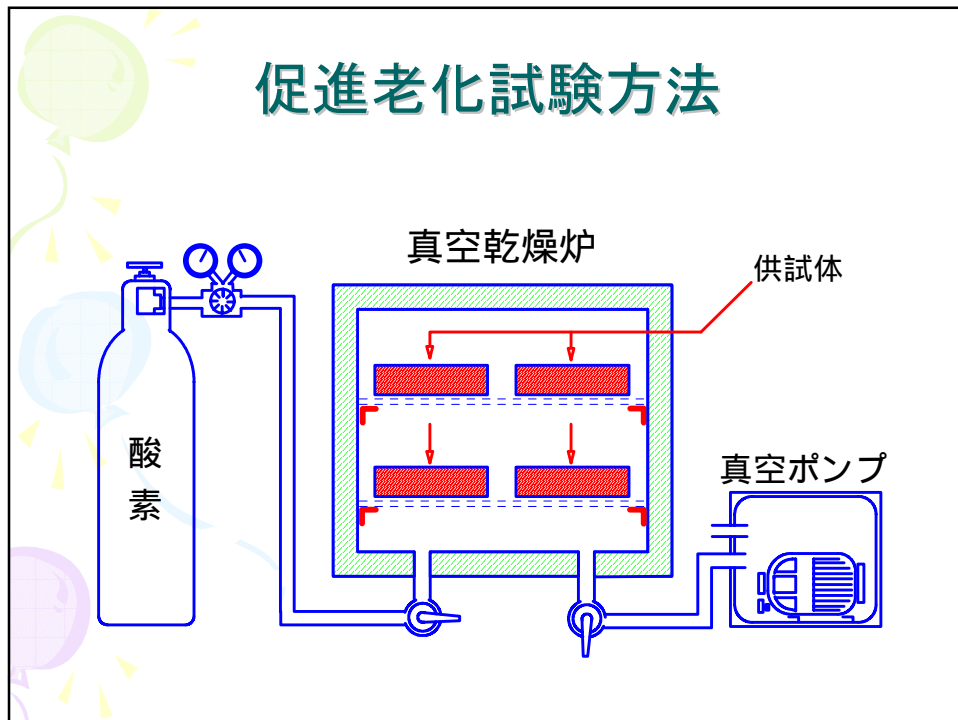 促進老化試験方法
真空乾燥炉
供試体
酸
素
真空ポンプ